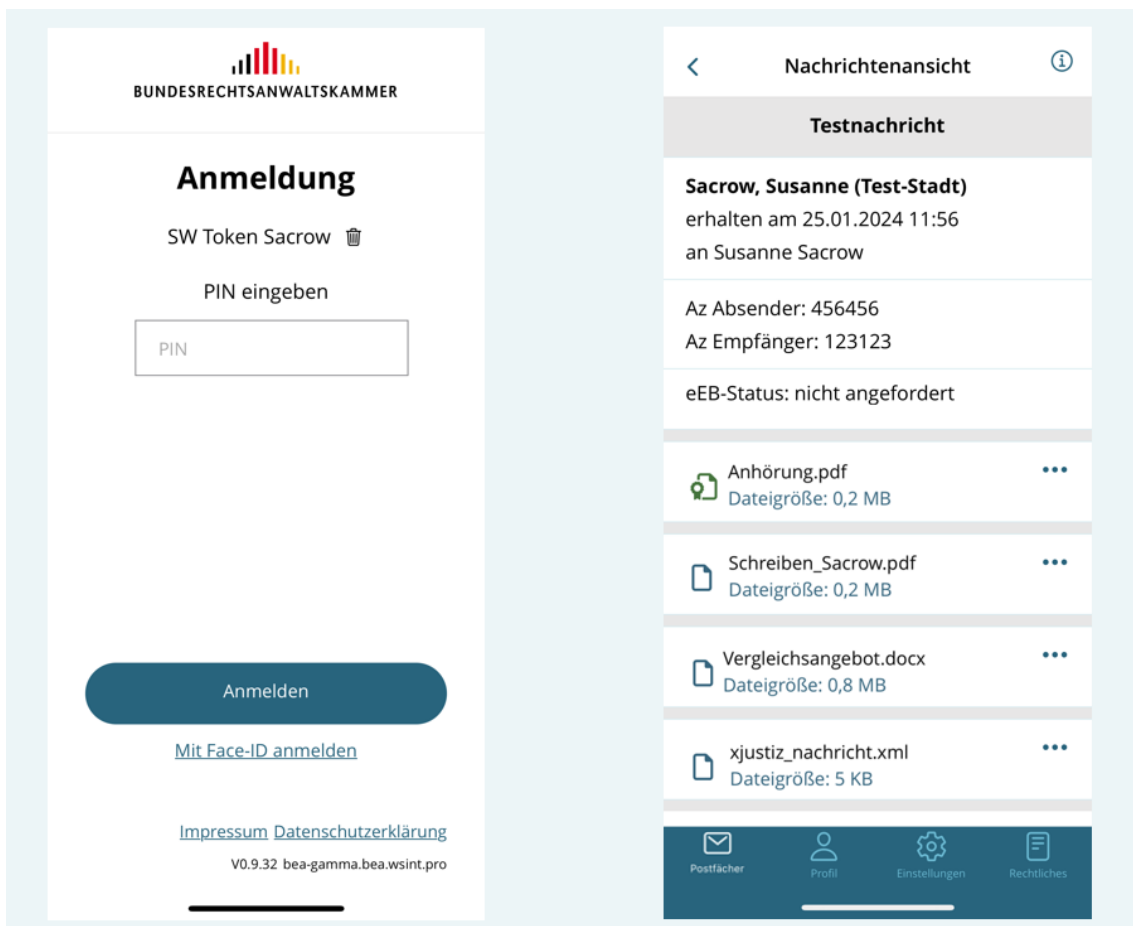 BUNDESRECHTSANWALTSKAMMER
Anmeldung
SW Token Sacrow
PIN eingeben
PIN
Anmelden
Mit Face-ID anmelden
Impressum Datenschutzerklärung
V0.9.32 bea-gamma.bea.wsint.pro
Nachrichtenansicht
Testnachricht
Sacrow, Susanne (Test-Stadt)
erhalten am 25.01.2024 11:56
an Susanne Sacrow
Az Absender: 456456
Az Empfänger: 123123
eEB-Status: nicht angefordert
Anhörung.pdf
Dateigröße: 0,2 MB
Schreiben_Sacrow.pdf
Dateigröße: 0,2 MB
Vergleichsangebot.docx
Dateigröße: 0,8 MB
xjustiz_nachricht.xml
Dateigröße: 5 KB
Postfächer Profil Einstellungen Rechtliches